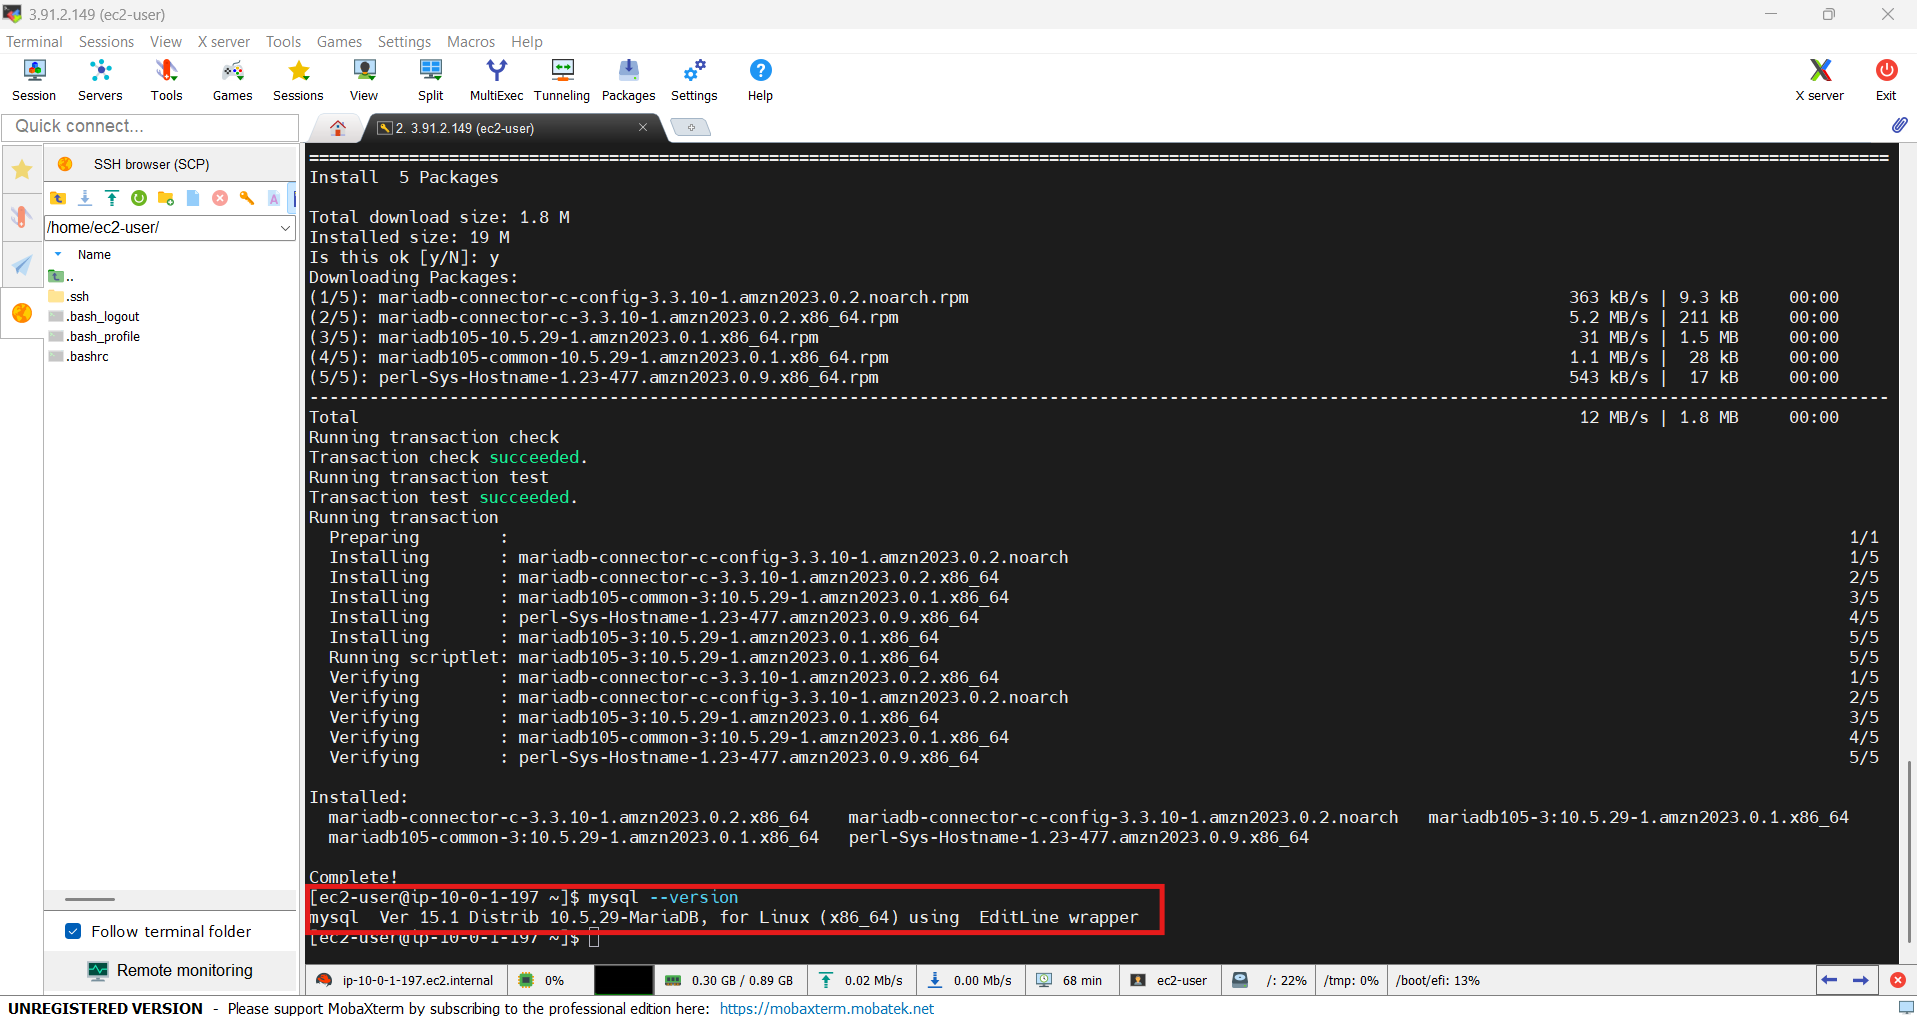 3.91.2.149 (ec2-user)
Terminal Sessions View X server Tools Games Settings Macros Help
Session Servers Tools Games Sessions View Split MultiExec Tunneling Packages Settings Help X server Exit
Quick connect...
2. 3.91.2.149 (ec2-user)
SSH browser (SCP)
/home/ec2-user/
Name
..
.ssh
.bash_logout
.bash_profile
.bashrc
Follow terminal folder
Remote monitoring
================================================================================
Install  5 Packages
Total download size: 1.8 M
Installed size: 19 M
Is this ok [y/N]: y
Downloading Packages:
(1/5): mariadb-connector-c-config-3.3.10-1.amzn2023.0.2.noarch.rpm 363 kB/s | 9.3 kB 00:00
(2/5): mariadb-connector-c-3.3.10-1.amzn2023.0.2.x86_64.rpm 5.2 MB/s | 211 kB 00:00
(3/5): mariadb105-10.5.29-1.amzn2023.0.1.x86_64.rpm 31 MB/s | 1.5 MB 00:00
(4/5): mariadb105-common-10.5.29-1.amzn2023.0.1.x86_64.rpm 1.1 MB/s | 28 kB 00:00
(5/5): perl-Sys-Hostname-1.23-477.amzn2023.0.9.x86_64.rpm 543 kB/s | 17 kB 00:00
--------------------------------------------------------------------------------
Total 12 MB/s | 1.8 MB 00:00
Running transaction check
Transaction check succeeded.
Running transaction test
Transaction test succeeded.
Running transaction
Preparing : 1/1
Installing : mariadb-connector-c-config-3.3.10-1.amzn2023.0.2.noarch 1/5
Installing : mariadb-connector-c-3.3.10-1.amzn2023.0.2.x86_64 2/5
Installing : mariadb105-common-3:10.5.29-1.amzn2023.0.1.x86_64 3/5
Installing : perl-Sys-Hostname-1.23-477.amzn2023.0.9.x86_64 4/5
Installing : mariadb105-3:10.5.29-1.amzn2023.0.1.x86_64 5/5
Running scriptlet: mariadb105-3:10.5.29-1.amzn2023.0.1.x86_64 5/5
Verifying : mariadb-connector-c-3.3.10-1.amzn2023.0.2.x86_64 1/5
Verifying : mariadb-connector-c-config-3.3.10-1.amzn2023.0.2.noarch 2/5
Verifying : mariadb105-3:10.5.29-1.amzn2023.0.1.x86_64 3/5
Verifying : mariadb105-common-3:10.5.29-1.amzn2023.0.1.x86_64 4/5
Verifying : perl-Sys-Hostname-1.23-477.amzn2023.0.9.x86_64 5/5
Installed:
mariadb-connector-c-3.3.10-1.amzn2023.0.2.x86_64 mariadb-connector-c-config-3.3.10-1.amzn2023.0.2.noarch mariadb105-3:10.5.29-1.amzn2023.0.1.x86_64
mariadb105-common-3:10.5.29-1.amzn2023.0.1.x86_64 perl-Sys-Hostname-1.23-477.amzn2023.0.9.x86_64
Complete!
[ec2-user@ip-10-0-1-197 ~]$ mysql --version
mysql  Ver 15.1 Distrib 10.5.29-MariaDB, for Linux (x86_64) using  EditLine wrapper
[ec2-user@ip-10-0-1-197 ~]$
ip-10-0-1-197.ec2.internal 0% 0.30 GB / 0.89 GB 0.02 Mb/s 0.00 Mb/s 68 min ec2-user /: 22% /tmp: 0% /boot/efi: 13%
UNREGISTERED VERSION - Please support MobaXterm by subscribing to the professional edition here: https://mobaxterm.mobatek.net